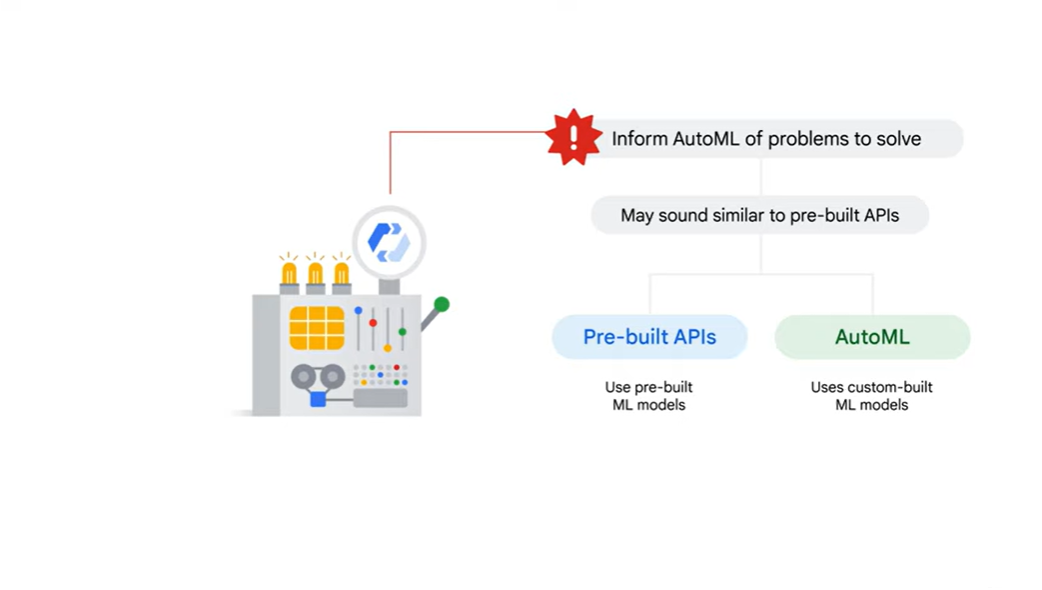 Inform AutoML of problems to solve
May sound similar to pre-built APIs
Pre-built APIs
AutoML
Use pre-built
ML models
Uses custom-built
ML models